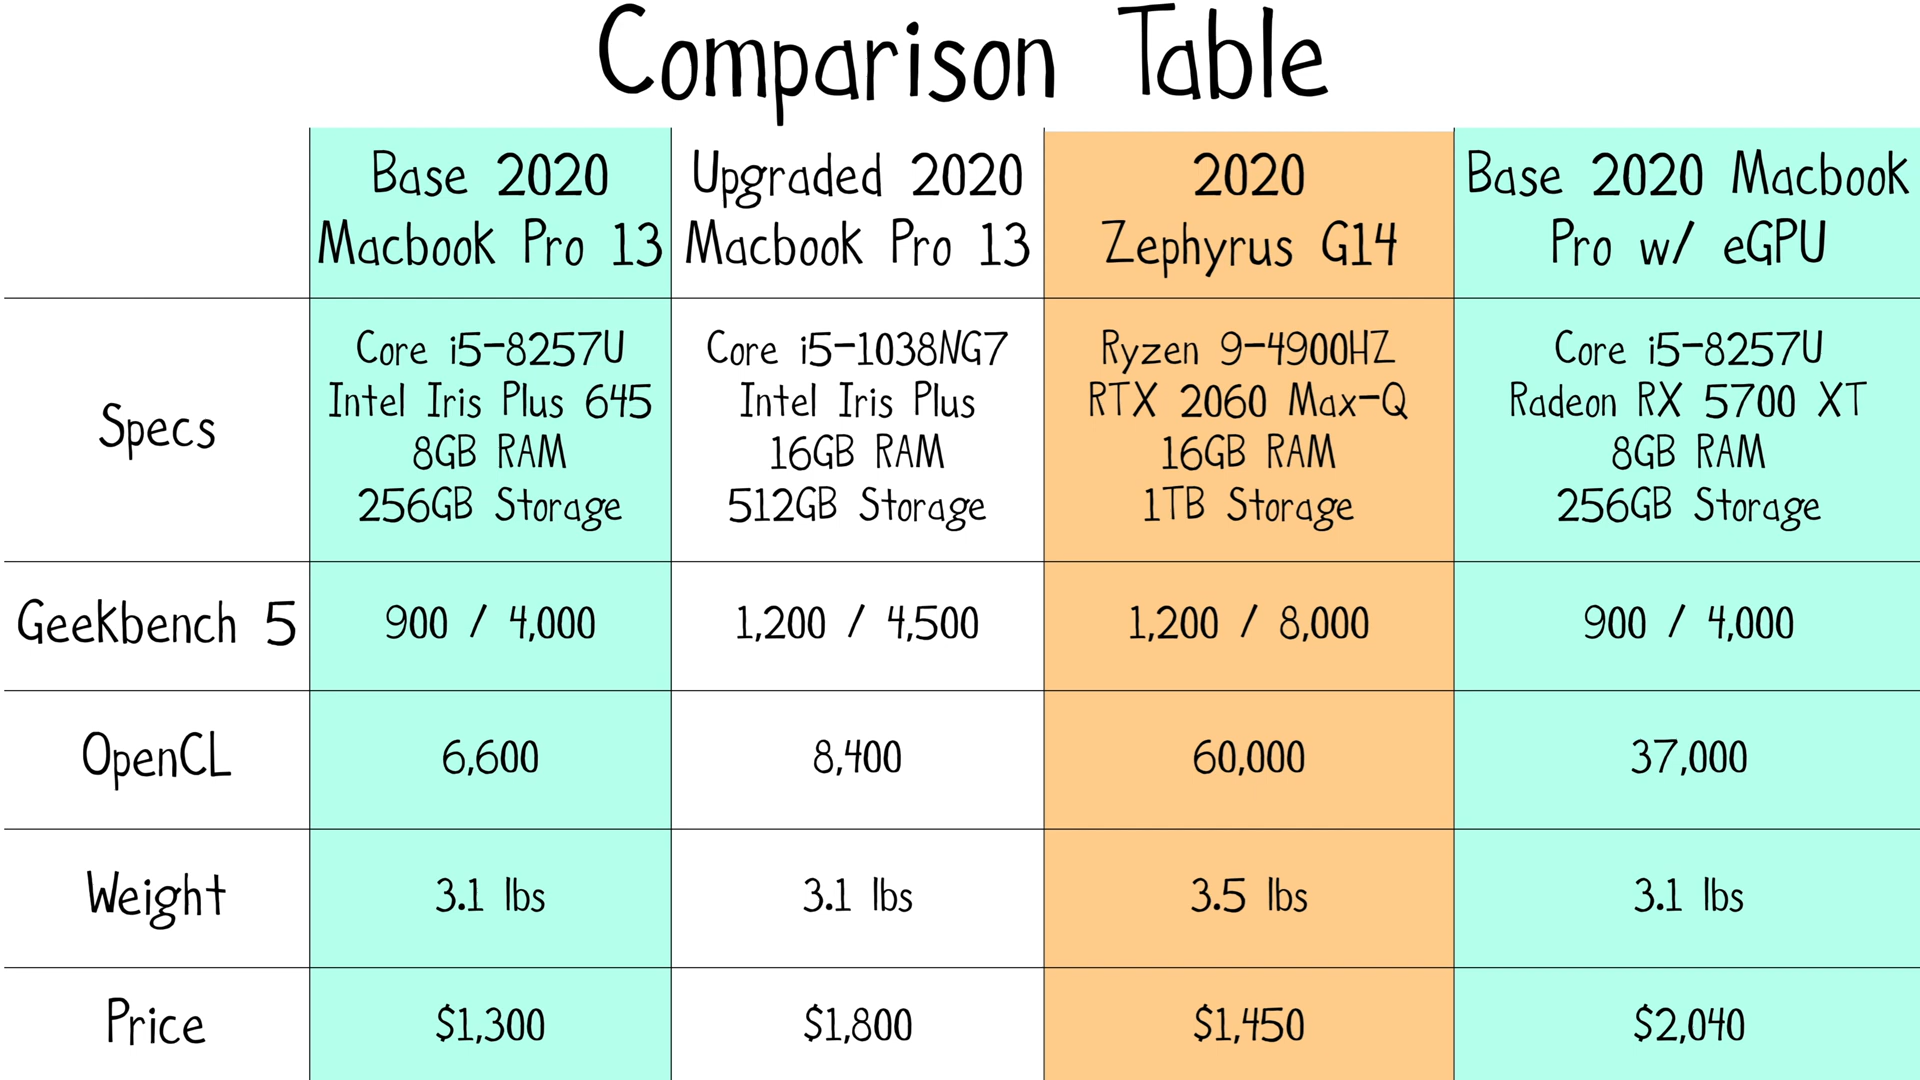 Comparison Table
Base 2020
Macbook Pro 13
Upgraded 2020
Macbook Pro 13
2020
Zephyrus G14
Base 2020 Macbook
Pro w/ eGPU
Specs
Core i5-8257U
Intel Iris Plus 645
8GB RAM
256GB Storage
Core i5-1038NG7
Intel Iris Plus
16GB RAM
512GB Storage
Ryzen 9-4900HZ
RTX 2060 Max-Q
16GB RAM
1TB Storage
Core i5-8257U
Radeon RX 5700 XT
8GB RAM
256GB Storage
Geekbench 5
900 / 4,000
1,200 / 4,500
1,200 / 8,000
900 / 4,000
OpenCL
6,600
8,400
60,000
37,000
Weight
3.1 lbs
3.1 lbs
3.5 lbs
3.1 lbs
Price
$1,300
$1,800
$1,450
$2,040